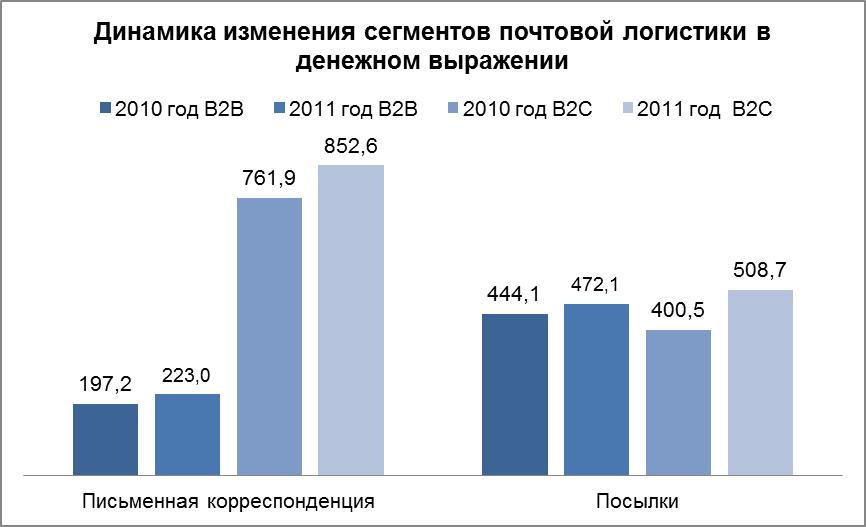 Динамика изменения сегментов почтовой логистики в
денежном выражении
2010 год B2B 2011 год B2B 2010 год B2C 2011 год B2C
852,6
761,9
508,7
472,1
444,1
400,5
223,0
197,2
Письменная корреспонденция Посылки